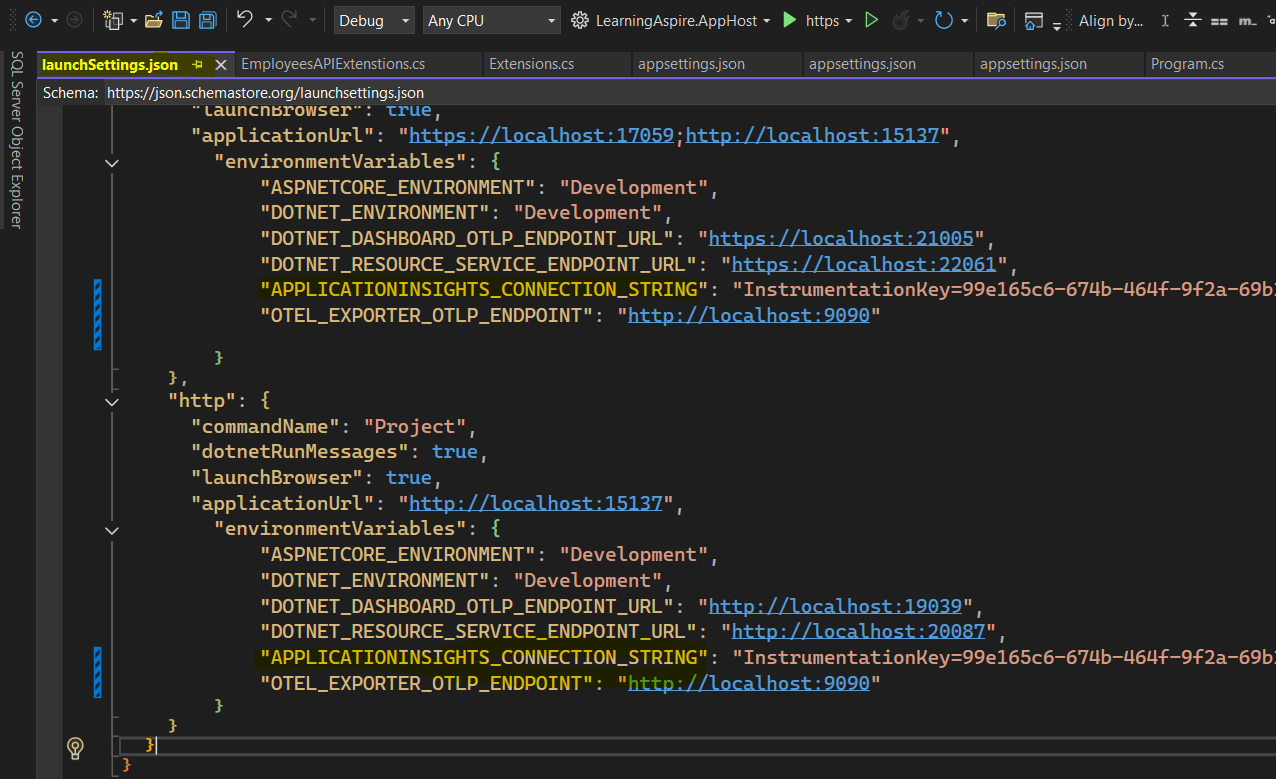 Debug Any CPU LearningAspire.AppHost https Align by...
launchSettings.json EmployeesAPIExtenstions.cs Extensions.cs appsettings.json appsettings.json appsettings.json Program.cs
SQL Server Object Explorer
Schema: https://json.schemastore.org/launchsettings.json
"launchBrowser": true,
"applicationUrl": "https://localhost:17059;http://localhost:15137",
"environmentVariables": {
"ASPNETCORE_ENVIRONMENT": "Development",
"DOTNET_ENVIRONMENT": "Development",
"DOTNET_DASHBOARD_OTLP_ENDPOINT_URL": "https://localhost:21005",
"DOTNET_RESOURCE_SERVICE_ENDPOINT_URL": "https://localhost:22061",
"APPLICATIONINSIGHTS_CONNECTION_STRING": "InstrumentationKey=99e165c6-674b-464f-9f2a-69b
"OTEL_EXPORTER_OTLP_ENDPOINT": "http://localhost:9090"
}
},
"http": {
"commandName": "Project",
"dotnetRunMessages": true,
"launchBrowser": true,
"applicationUrl": "http://localhost:15137",
"environmentVariables": {
"ASPNETCORE_ENVIRONMENT": "Development",
"DOTNET_ENVIRONMENT": "Development",
"DOTNET_DASHBOARD_OTLP_ENDPOINT_URL": "http://localhost:19039",
"DOTNET_RESOURCE_SERVICE_ENDPOINT_URL": "http://localhost:20087",
"APPLICATIONINSIGHTS_CONNECTION_STRING": "InstrumentationKey=99e165c6-674b-464f-9f2a-69b
"OTEL_EXPORTER_OTLP_ENDPOINT": "http://localhost:9090"
}
}
}
}